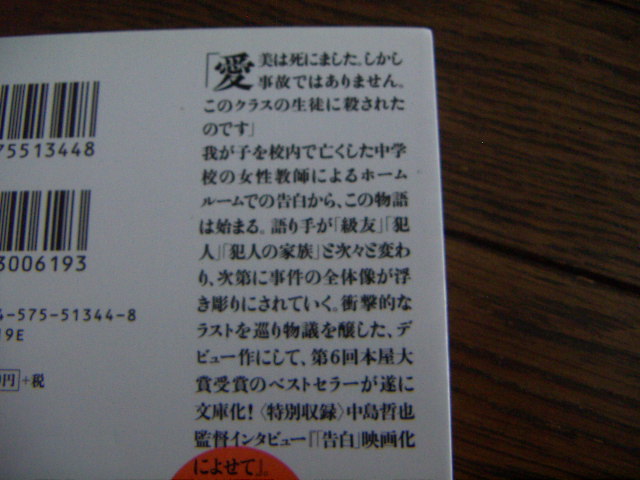 「愛美は死にました。しかし
事故ではありません。
このクラスの生徒に殺された
のです」
我が子を校内で亡くした中学
校の女性教師によるホーム
ルームでの告白から、この物語
は始まる。語り手が「級友」「犯
人」「犯人の家族」と次々と変わ
り、次第に事件の全体像が浮
き彫りにされていく。衝撃的な
ラストを巡り物議を醸した、デ
ビュー作にして、第6回本屋大
賞受賞のベストセラーが遂に
文庫化!〈特別収録〉中島哲也
監督インタビュー『「告白」映画化
によせて』。
75513448
3006193
4-575-51344-8
19E
円+税